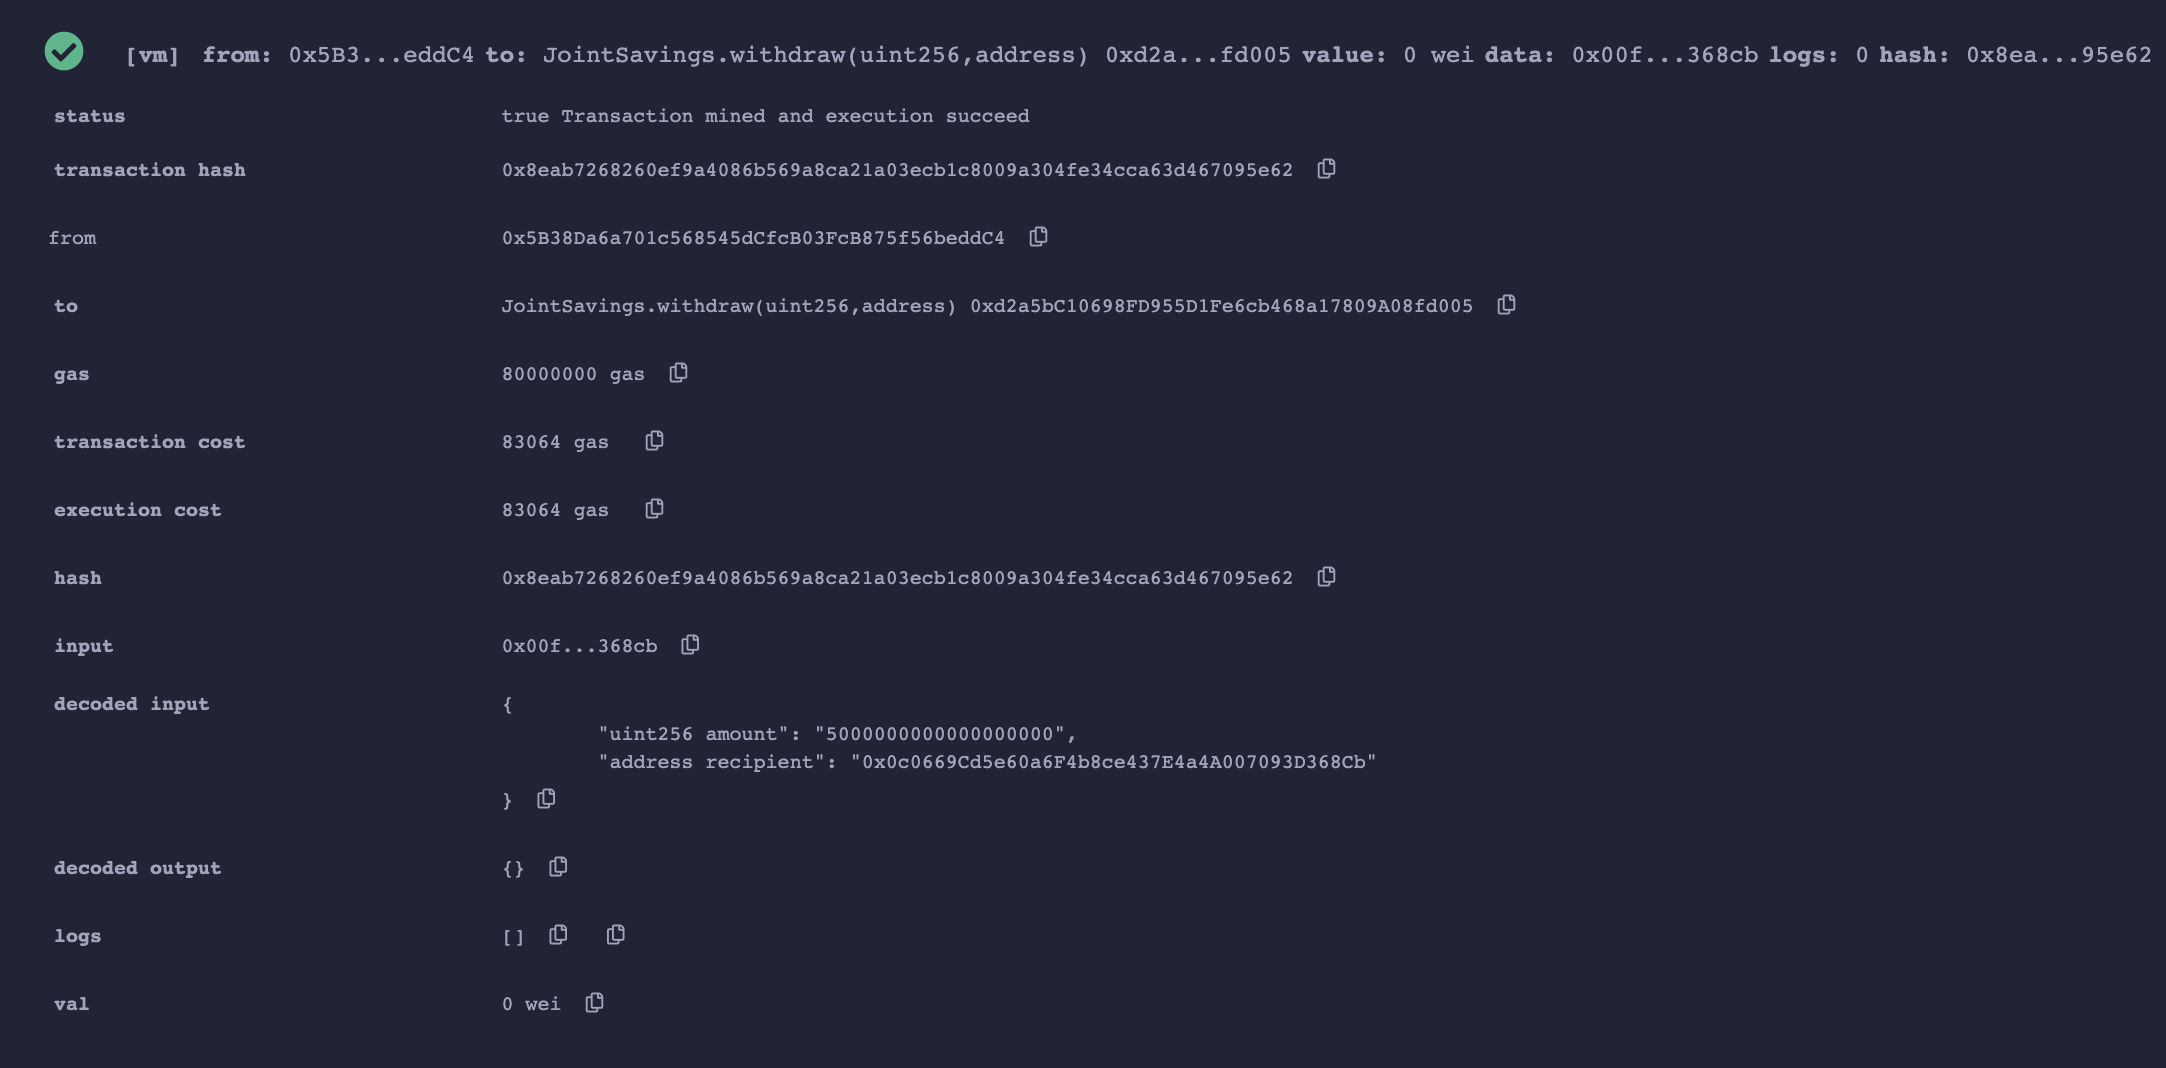 [vm] from: 0x5B3...eddC4 to: JointSavings.withdraw(uint256,address) 0xd2a...fd005 value: 0 wei data: 0x00f...368cb logs: 0 hash: 0x8ea...95e62
status true Transaction mined and execution succeed
transaction hash 0x8eab7268260ef9a4086b569a8ca21a03ecb1c8009a304fe34cca63d467095e62
from 0x5B38Da6a701c568545dCfcB03FcB875f56beddC4
to JointSavings.withdraw(uint256,address) 0xd2a5bC10698FD955D1Fe6cb468a17809A08fd005
gas 80000000 gas
transaction cost 83064 gas
execution cost 83064 gas
hash 0x8eab7268260ef9a4086b569a8ca21a03ecb1c8009a304fe34cca63d467095e62
input 0x00f...368cb
decoded input {
"uint256 amount": "5000000000000000000",
"address recipient": "0x0c0669Cd5e60a6F4b8ce437E4a4A007093D368Cb"
}
decoded output {}
logs []
val 0 wei